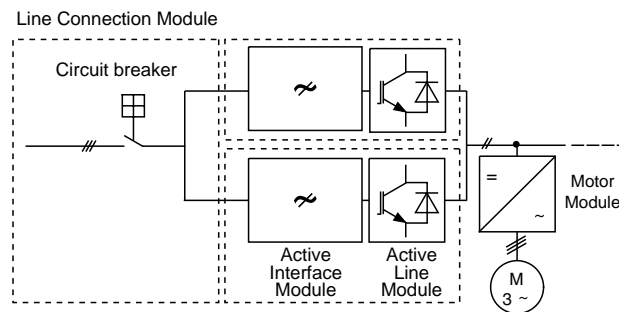 Line Connection Module
Circuit breaker
=
~
Motor
Module
Active
Interface
Module
Active
Line
Module
M
3 ~